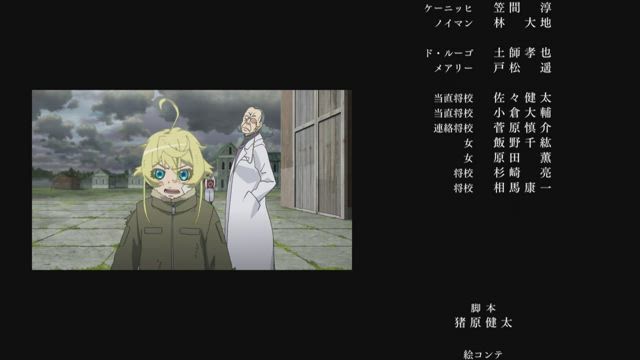 ケーニッヒ 笠間 淳
ノイマン 林 大地
ド・ルーゴ 土師孝也
メアリー 戸松 遥
当直将校 佐々健太
当直将校 小倉大輔
連絡将校 菅原慎介
女 飯野千紘
女 原田 薫
将校 杉崎 亮
将校 相馬康一
脚本
猪原健太
絵コンテ